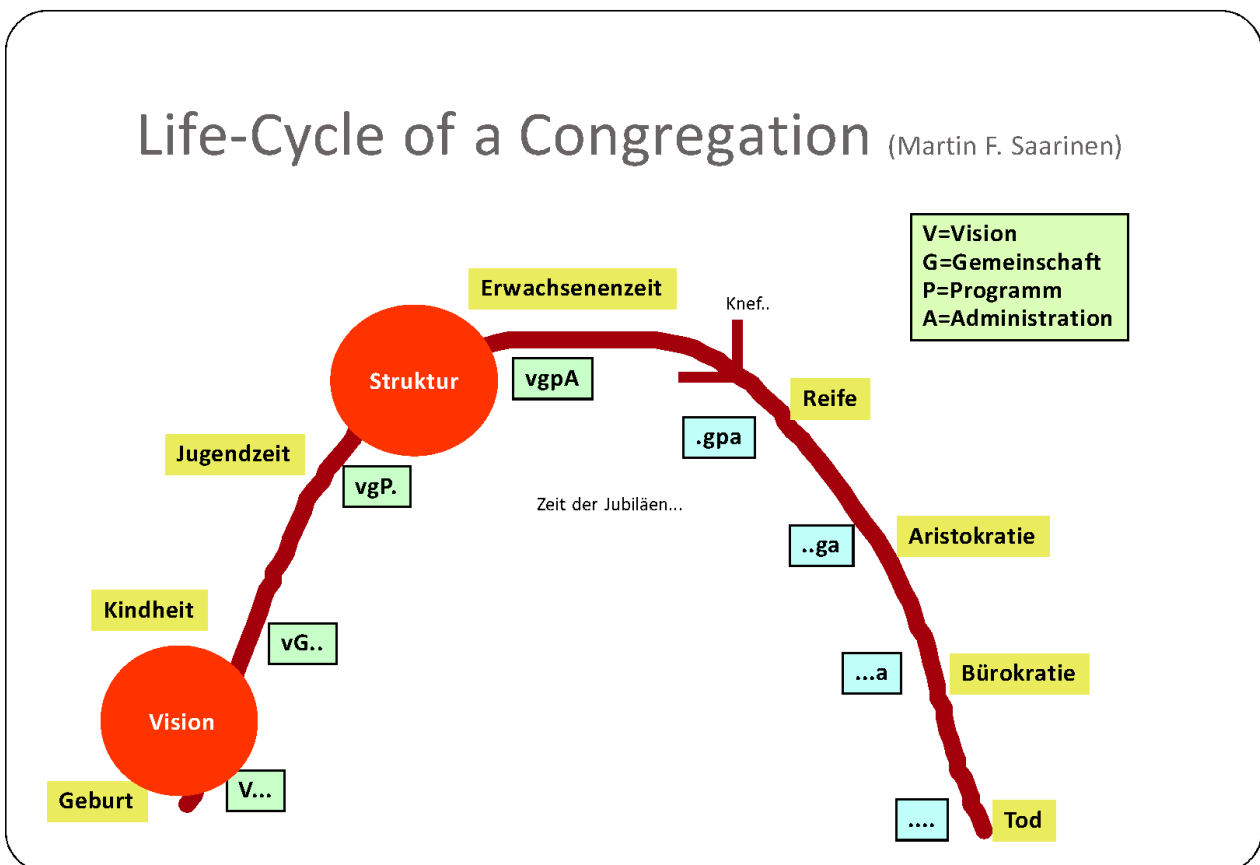 Life-Cycle of a Congregation (Martin F. Saarinen)
V=Vision
G=Gemeinschaft
P=Programm
A=Administration
Erwachsenenzeit
Knef..
Struktur
vgpA
Reife
.gpa
Jugendzeit
vgP.
Zeit der Jubiläen...
..ga
Aristokratie
Kindheit
vG..
...a
Bürokratie
Vision
V...
Geburt
....
Tod